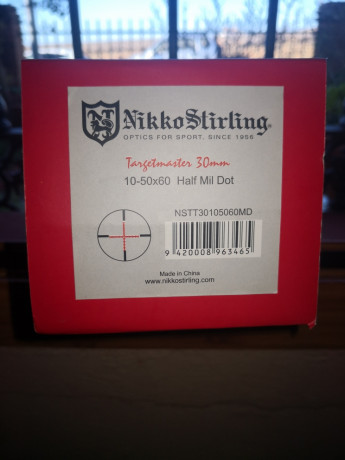 NS
NikkoStirling®
OPTICS FOR SPORT, SINCE 1956
Targetmaster 30mm
10-50x60 Half Mil Dot
NSTT30105060MD
9 420008 963465
Made in China
www.nikkostirling.com